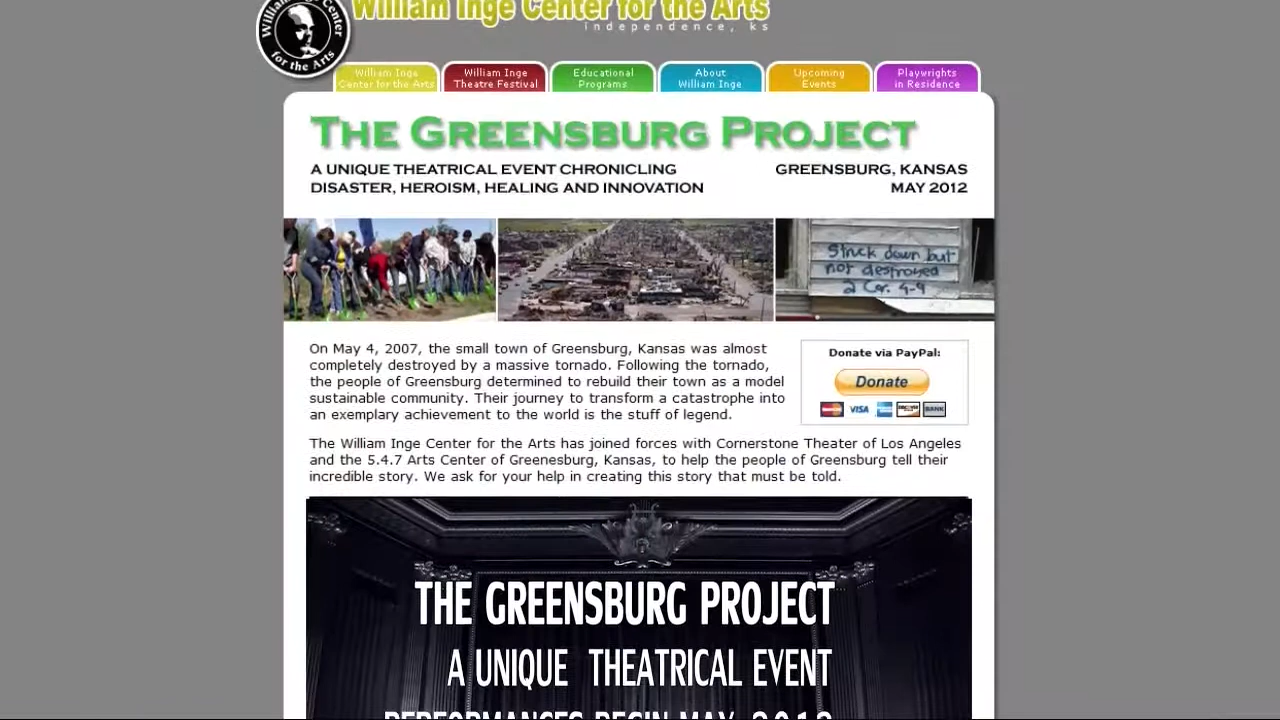 William Inge Center for the Arts
independence, ks
William Inge Center
for the Arts
William Inge
Center for the Arts
William Inge
Theatre Festival
Educational
Programs
About
William Inge
Upcoming
Events
Playwrights
in Residence
THE GREENSBURG PROJECT
A UNIQUE THEATRICAL EVENT CHRONICLING
DISASTER, HEROISM, HEALING AND INNOVATION
GREENSBURG, KANSAS
MAY 2012
Struck down but
not destroyed
2 Cor. 4-9
On May 4, 2007, the small town of Greensburg, Kansas was almost
completely destroyed by a massive tornado. Following the tornado,
the people of Greensburg determined to rebuild their town as a model
sustainable community. Their journey to transform a catastrophe into
an exemplary achievement to the world is the stuff of legend.
Donate via PayPal:
Donate
VISA
BANK
The William Inge Center for the Arts has joined forces with Cornerstone Theater of Los Angeles
and the 5.4.7 Arts Center of Greenesburg, Kansas, to help the people of Greensburg tell their
incredible story. We ask for your help in creating this story that must be told.
THE GREENSBURG PROJECT
A UNIQUE THEATRICAL EVENT
PERFORMANCES BEGIN MAY 2012